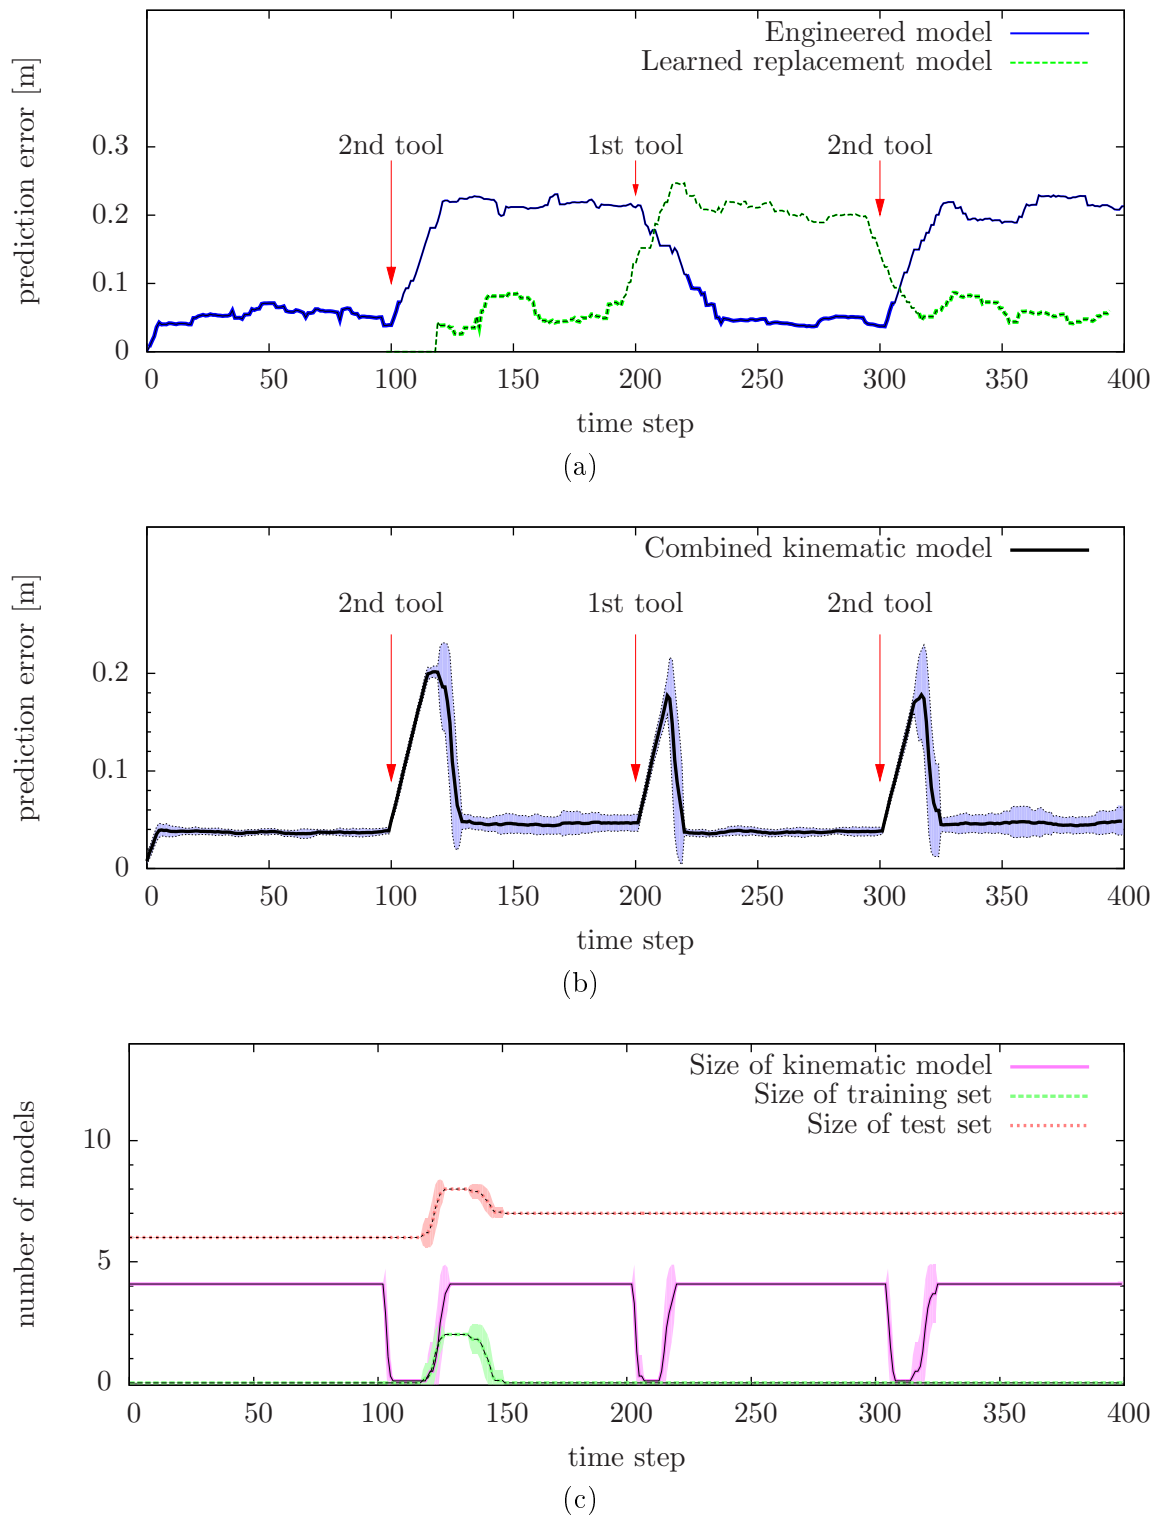 Engineered model
Learned replacement model
prediction error [m]
0.3
0.2
0.1
0
2nd tool
1st tool
2nd tool
0 50 100 150 200 250 300 350 400
time step
(a)
Combined kinematic model
prediction error [m]
0.2
0.1
0
2nd tool
1st tool
2nd tool
0 50 100 150 200 250 300 350 400
time step
(b)
Size of kinematic model
Size of training set
Size of test set
number of models
10
5
0
0 50 100 150 200 250 300 350 400
time step
(c)